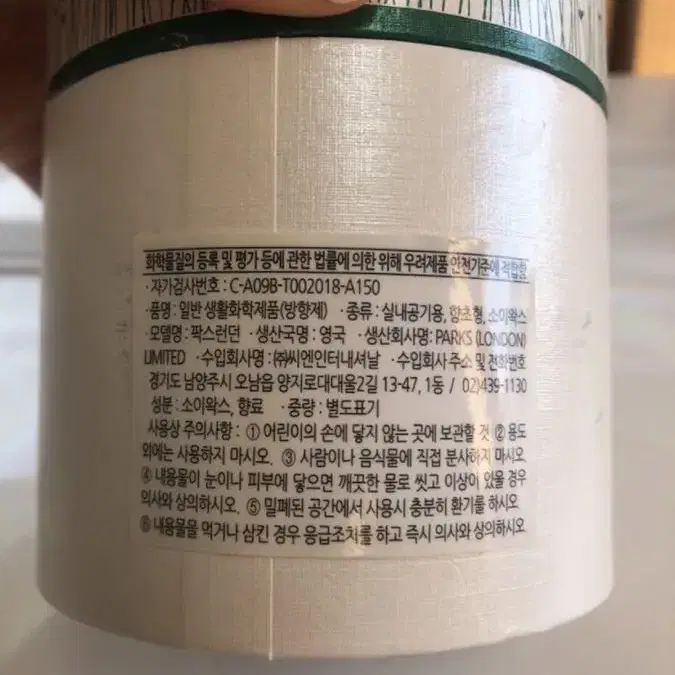 화학물질의 등록 및 평가 등에 관한 법률에 의한 위해 우려제품 안전기준에 적합함
·자가검사번호 : C-A09B-T002018-A150
·품명 : 일반 생활화학제품(방향제) ·종류 : 실내공기용, 향초형, 소이왁스
·모델명 : 팍스런던 ·생산국명 : 영국 ·생산회사명 : PARKS (LONDON)
LIMITED ·수입회사명 : ㈜씨엔인터내셔날 ·수입회사 주소 및 전화번호
경기도 남양주시 오남읍 양지로대대울2길 13-47, 1동 / 02)439-1130
성분 : 소이왁스, 향료 ·중량 : 별도표기
사용상 주의사항 : ① 어린이의 손에 닿지 않는 곳에 보관할 것 ② 용도
외에는 사용하지 마시오. ③ 사람이나 음식물에 직접 분사하지 마시오
④ 내용물이 눈이나 피부에 닿으면 깨끗한 물로 씻고 이상이 있을 경우
의사와 상의하시오. ⑤ 밀폐된 공간에서 사용시 충분히 환기를 하시오
⑥ 내용물을 먹거나 삼킨 경우 응급조치를 하고 즉시 의사와 상의하시오